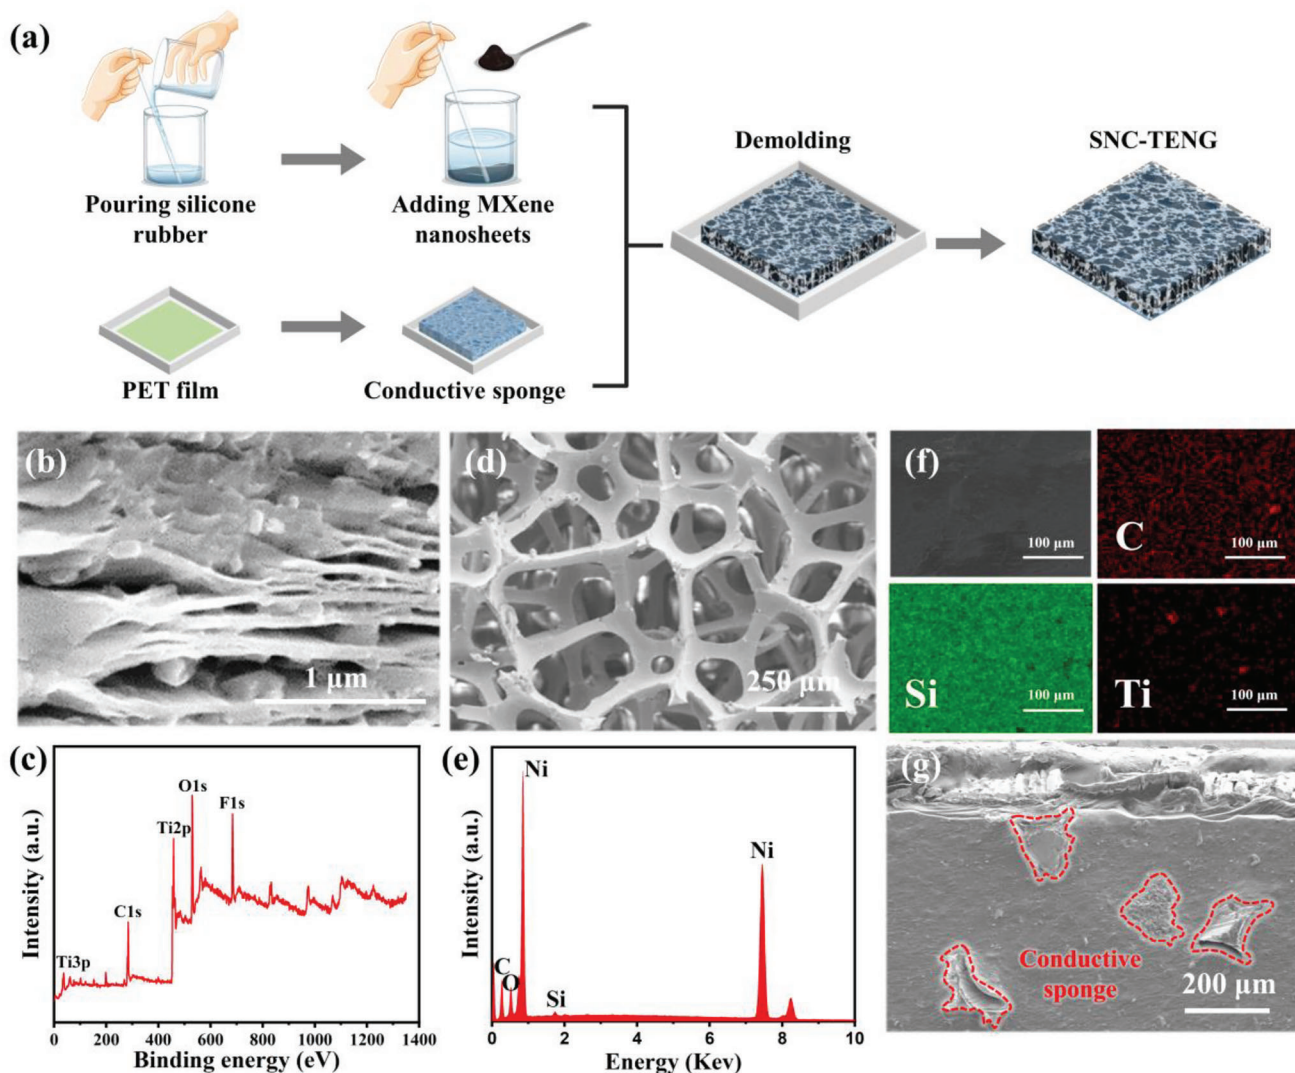 (a)
Pouring silicone
rubber
Adding MXene
nanosheets
Demolding
SNC-TENG
PET film
Conductive sponge
(b)
1 μm
(d)
250 μm
(f)
100 μm
C
100 μm
Si
100 μm
Ti
100 μm
(c)
Intensity (a.u.)
Ti3p
C1s
Ti2p
O1s
F1s
0
200
400
600
800
1000
1200
1400
Binding energy (eV)
(e)
Intensity (a.u.)
C
O
Ni
Si
Ni
0
2
4
6
8
10
Energy (Kev)
(g)
Conductive
sponge
200 μm